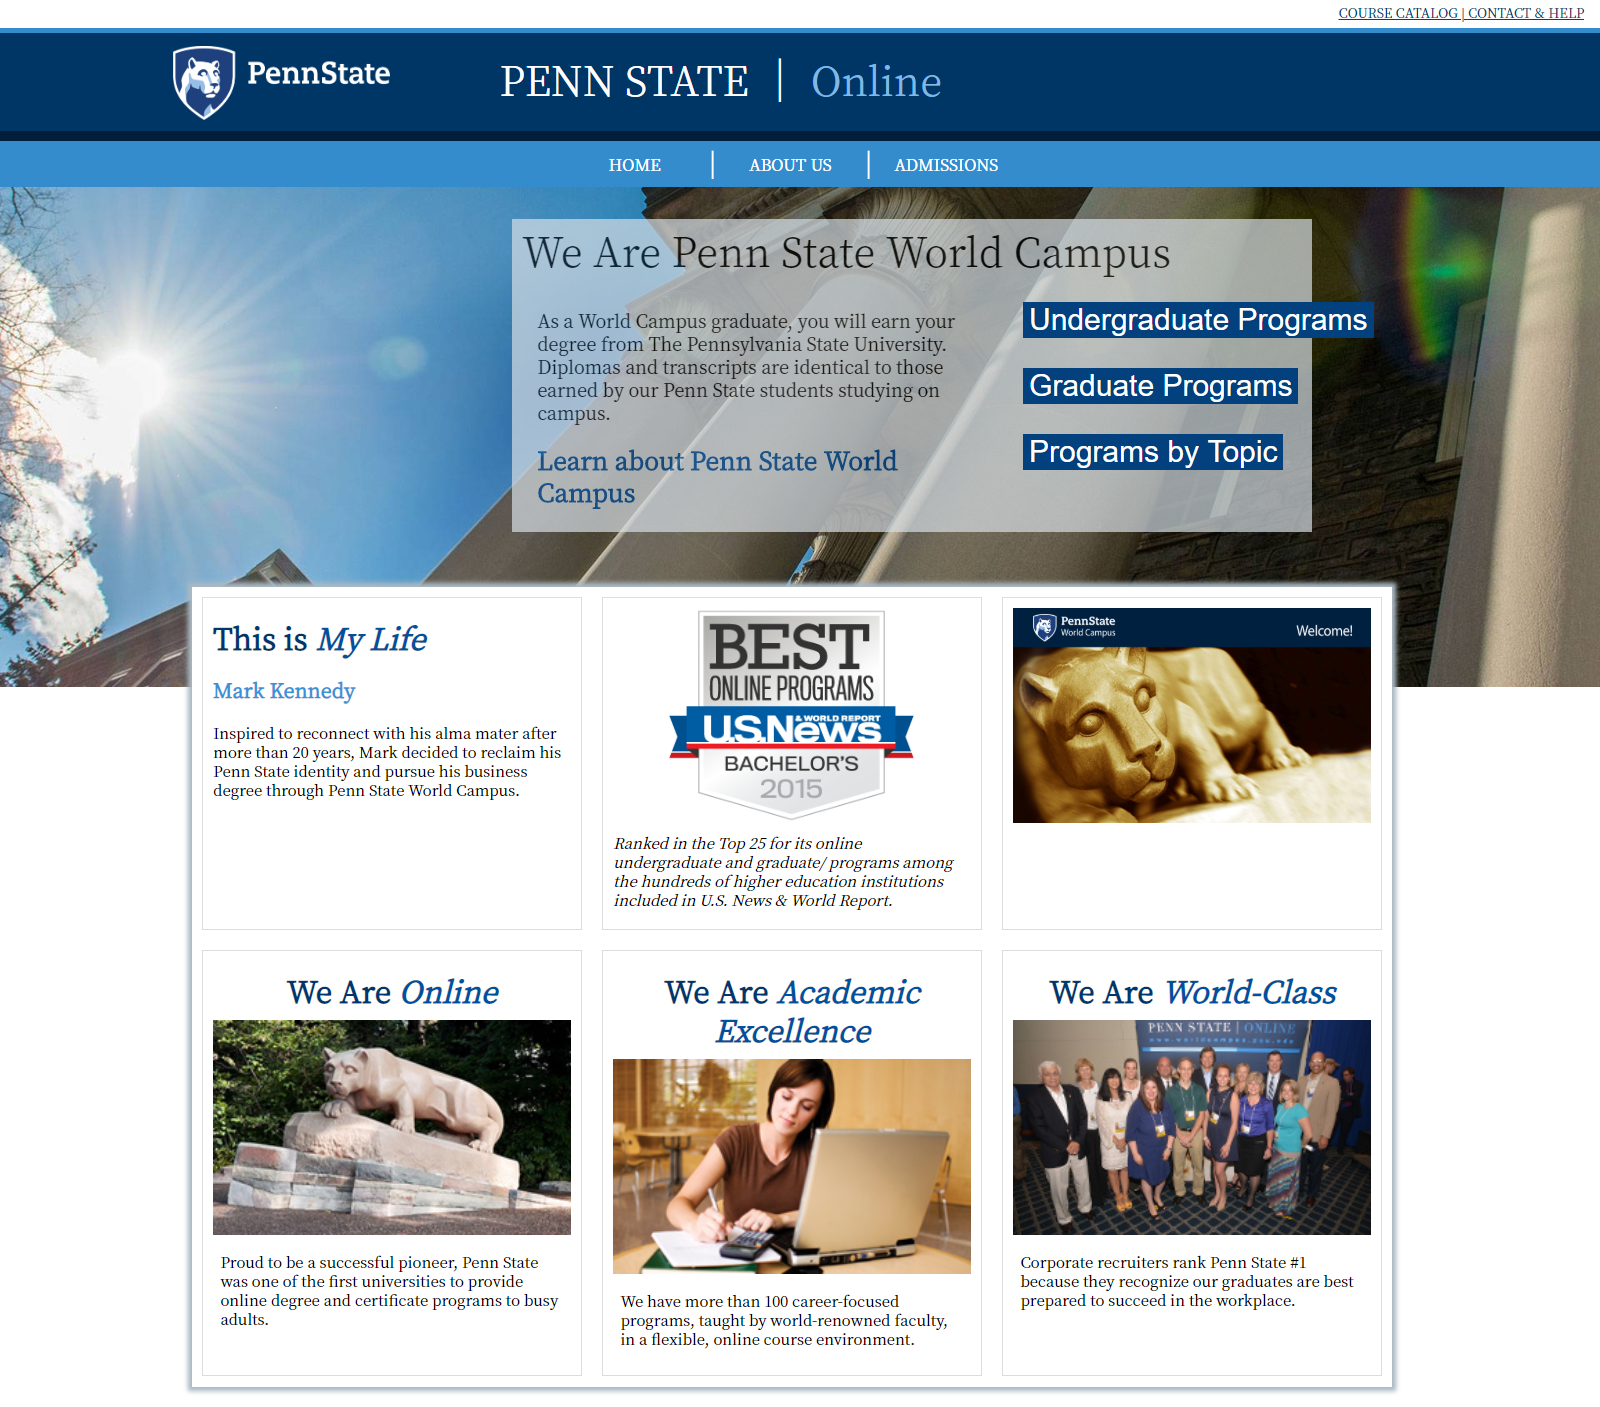 COURSE CATALOG | CONTACT & HELP
PennState
PENN STATE | Online
HOME | ABOUT US | ADMISSIONS
We Are Penn State World Campus
As a World Campus graduate, you will earn your
degree from The Pennsylvania State University.
Diplomas and transcripts are identical to those
earned by our Penn State students studying on
campus.
Learn about Penn State World
Campus
Undergraduate Programs
Graduate Programs
Programs by Topic
This is My Life
Mark Kennedy
Inspired to reconnect with his alma mater after
more than 20 years, Mark decided to reclaim his
Penn State identity and pursue his business
degree through Penn State World Campus.
BEST
ONLINE PROGRAMS
U.S.News & WORLD REPORT
BACHELOR'S
2015
Ranked in the Top 25 for its online
undergraduate and graduate/ programs among
the hundreds of higher education institutions
included in U.S. News & World Report.
PennState
World Campus
Welcome!
We Are Online
Proud to be a successful pioneer, Penn State
was one of the first universities to provide
online degree and certificate programs to busy
adults.
We Are Academic
Excellence
We have more than 100 career-focused
programs, taught by world-renowned faculty,
in a flexible, online course environment.
We Are World-Class
PENN STATE | ONLINE
www.worldcampus.psu.edu
Corporate recruiters rank Penn State #1
because they recognize our graduates are best
prepared to succeed in the workplace.